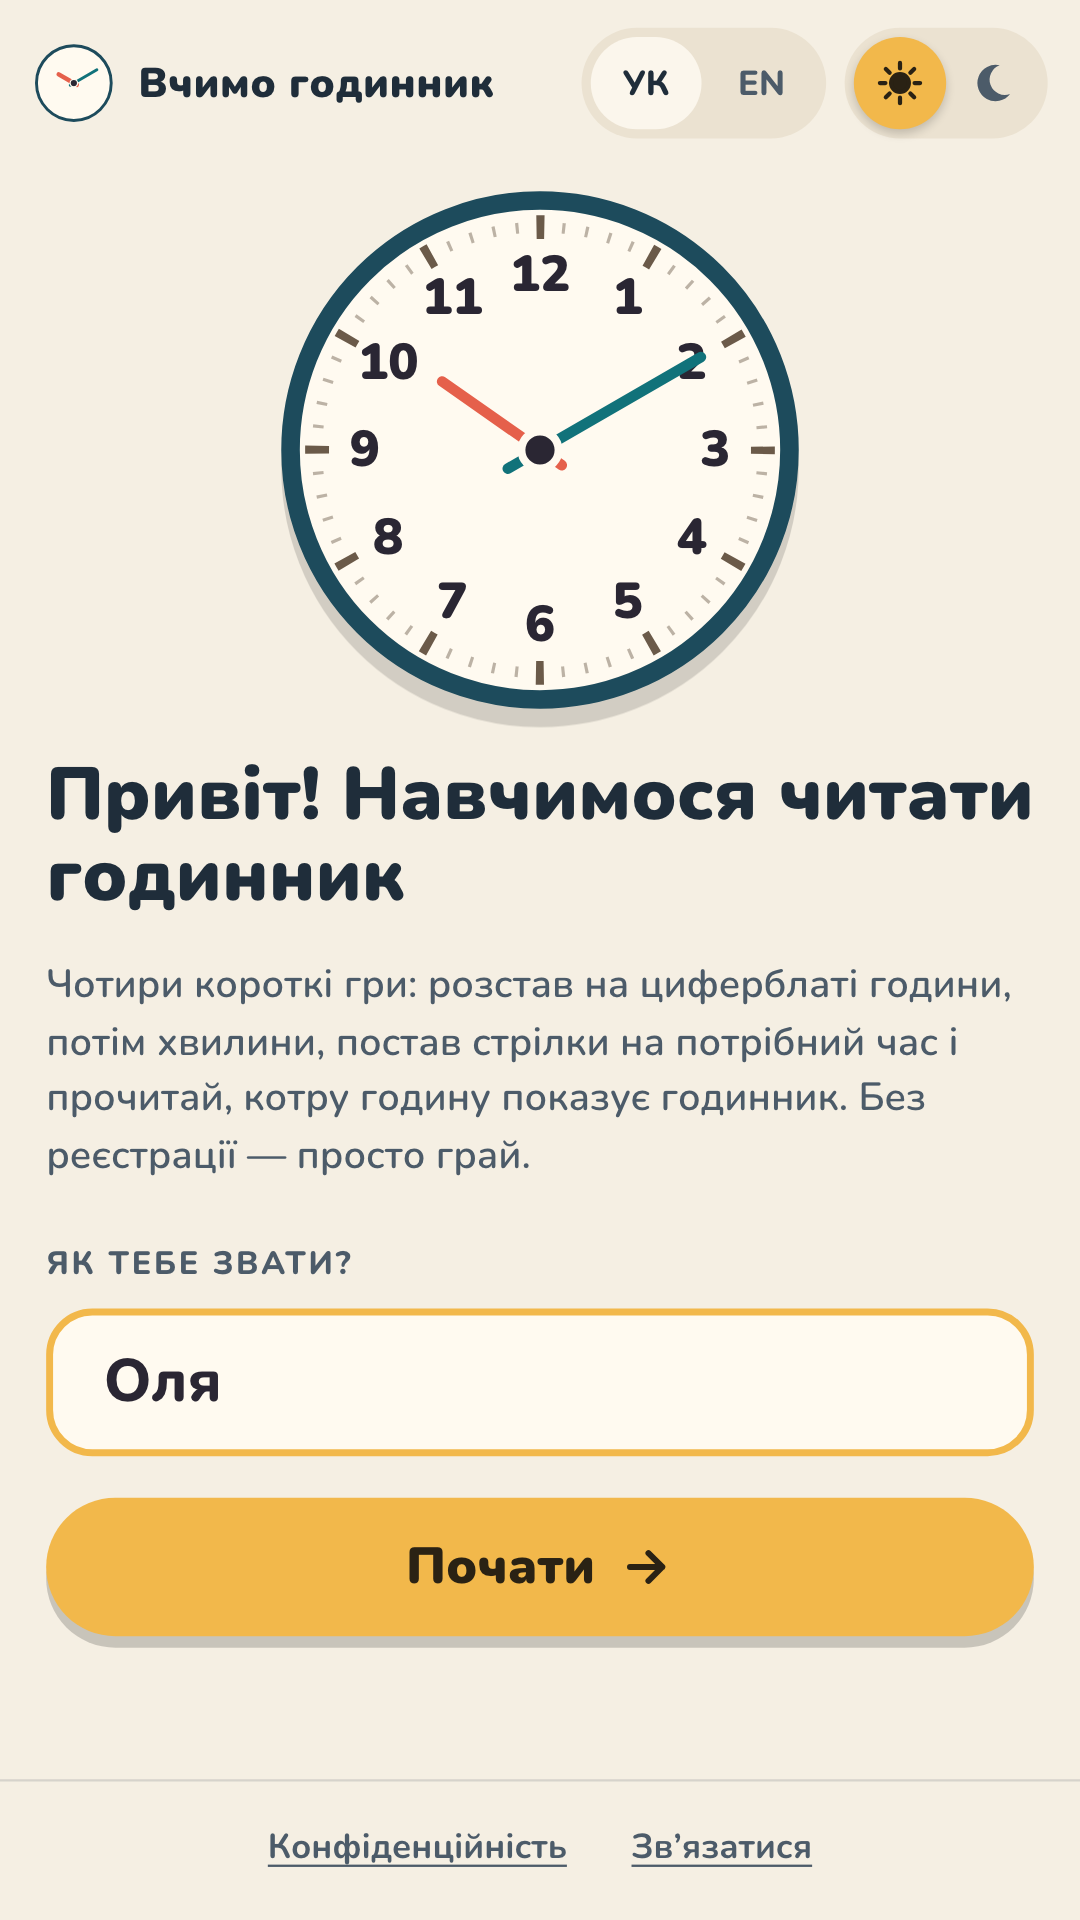 Вчимо годинник
УК EN
12
11 1
10 2
9 3
8 4
7 5
6
Привіт! Навчимося читати
годинник
Чотири короткі гри: розстав на циферблаті години,
потім хвилини, постав стрілки на потрібний час і
прочитай, котру годину показує годинник. Без
реєстрації — просто грай.
ЯК ТЕБЕ ЗВАТИ?
Оля
Почати →
Конфіденційність Зв’язатися